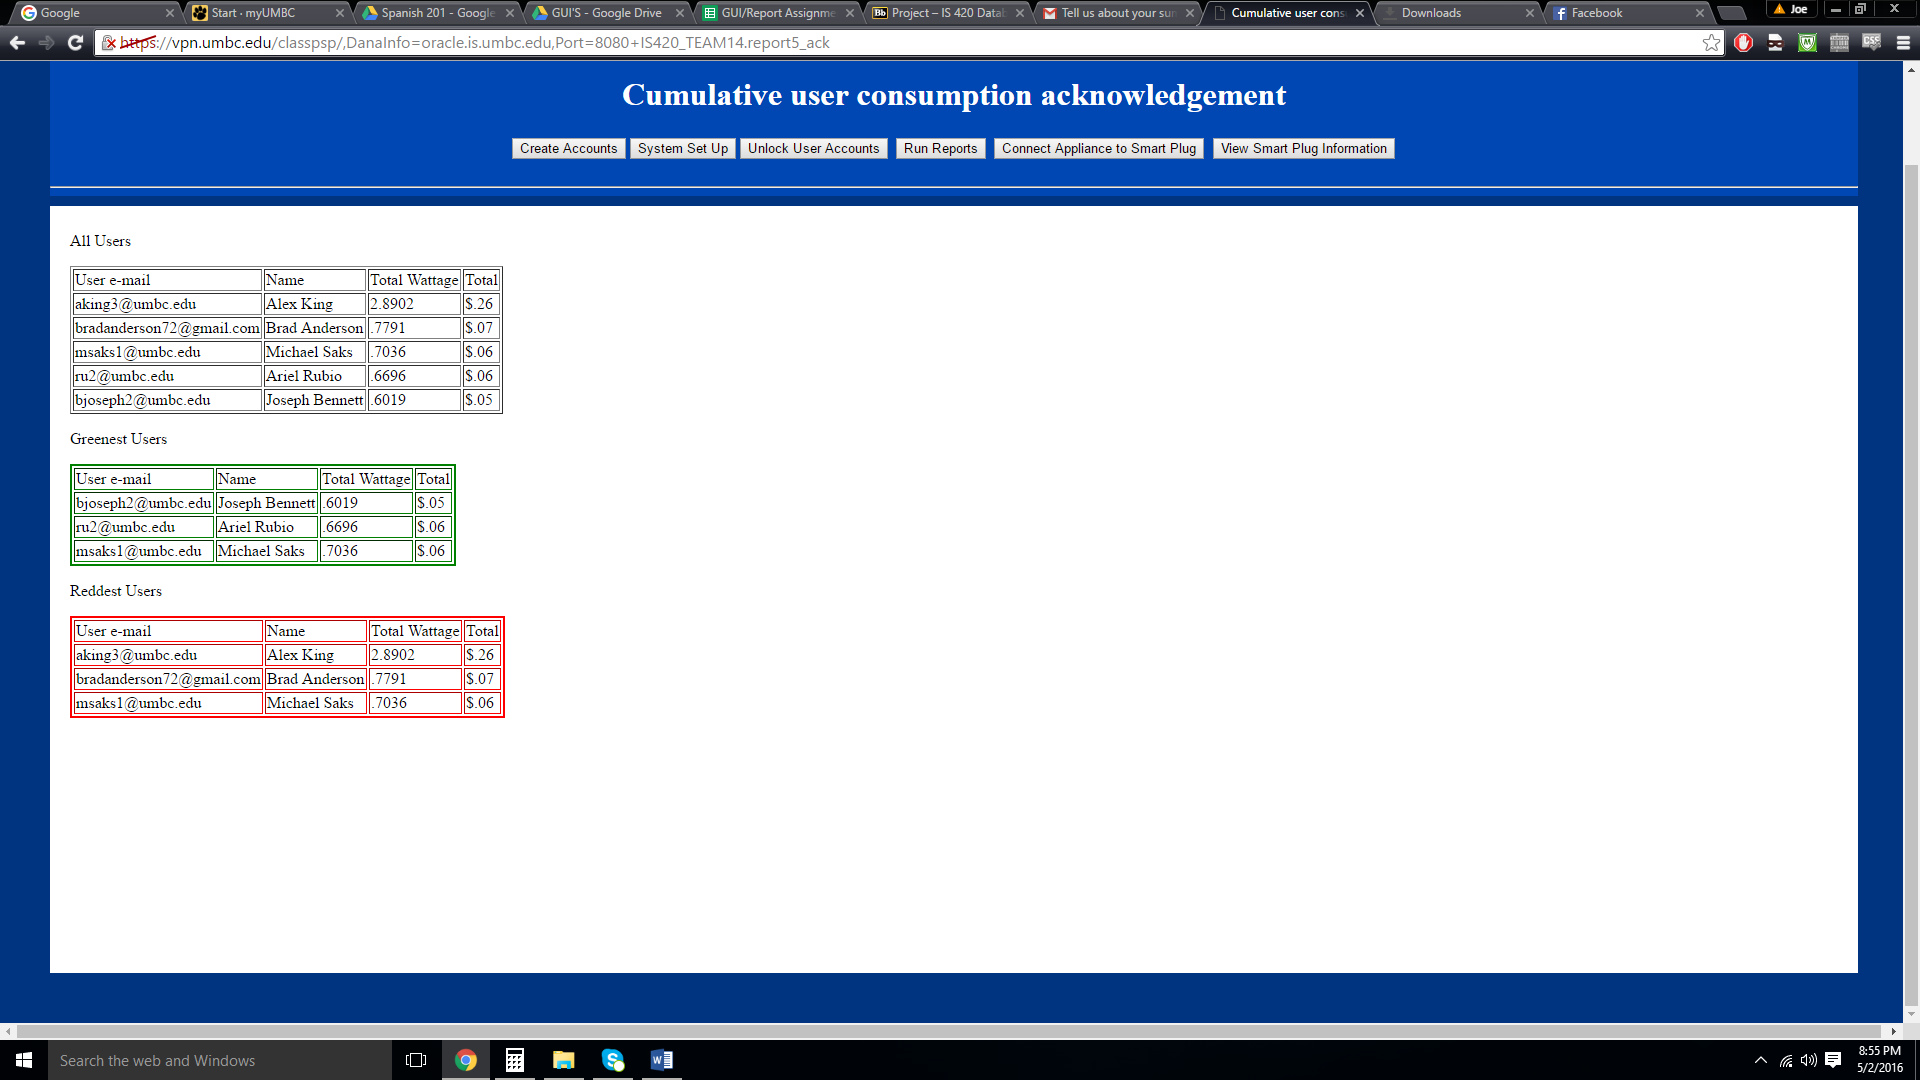 Google
Start · myUMBC
Spanish 201 - Google
GUI'S - Google Drive
GUI/Report Assignme
Bb Project – IS 420 Datab
Tell us about your sur
Cumulative user cons
Downloads
Facebook
Joe
https://vpn.umbc.edu/classpsp/,DanaInfo=oracle.is.umbc.edu,Port=8080+IS420_TEAM14.report5_ack
Cumulative user consumption acknowledgement
Create Accounts System Set Up Unlock User Accounts Run Reports Connect Appliance to Smart Plug View Smart Plug Information
All Users
User e-mail Name Total Wattage Total
aking3@umbc.edu Alex King 2.8902 $.26
bradanderson72@gmail.com Brad Anderson .7791 $.07
msaks1@umbc.edu Michael Saks .7036 $.06
ru2@umbc.edu Ariel Rubio .6696 $.06
bjoseph2@umbc.edu Joseph Bennett .6019 $.05
Greenest Users
User e-mail Name Total Wattage Total
bjoseph2@umbc.edu Joseph Bennett .6019 $.05
ru2@umbc.edu Ariel Rubio .6696 $.06
msaks1@umbc.edu Michael Saks .7036 $.06
Reddest Users
User e-mail Name Total Wattage Total
aking3@umbc.edu Alex King 2.8902 $.26
bradanderson72@gmail.com Brad Anderson .7791 $.07
msaks1@umbc.edu Michael Saks .7036 $.06
Search the web and Windows
8:55 PM
5/2/2016